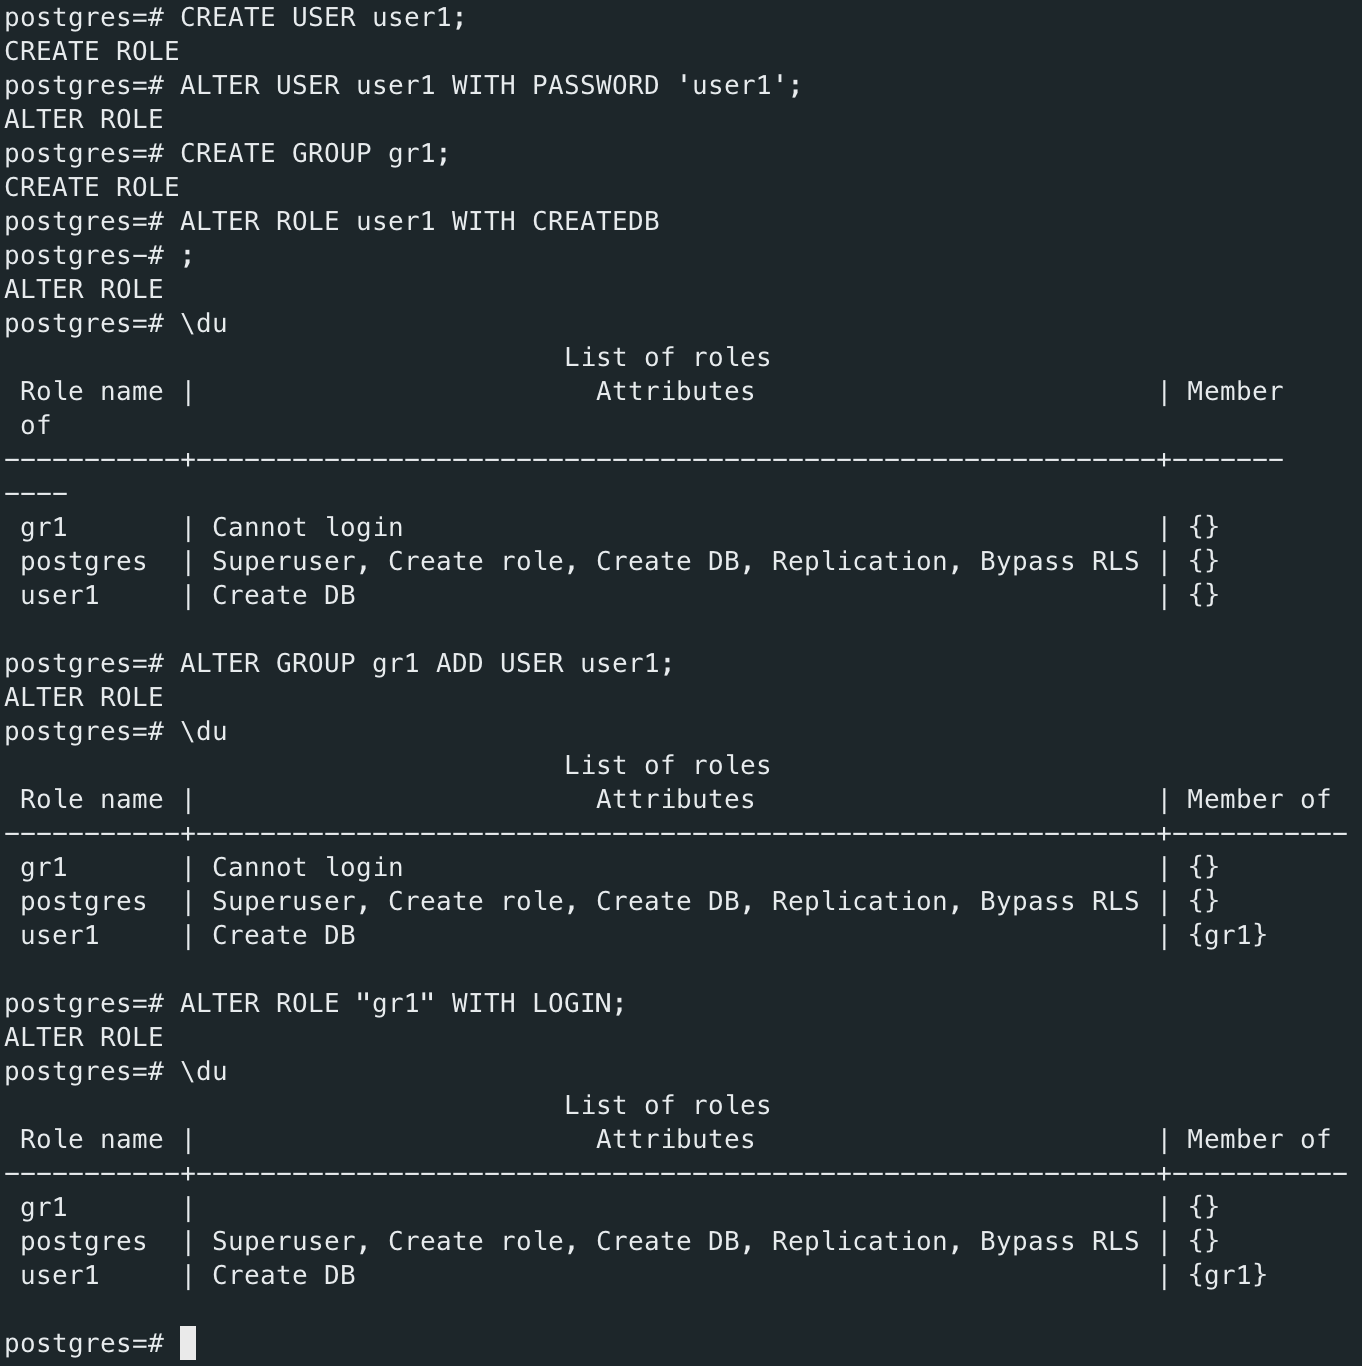 postgres=# CREATE USER user1;
CREATE ROLE
postgres=# ALTER USER user1 WITH PASSWORD 'user1';
ALTER ROLE
postgres=# CREATE GROUP gr1;
CREATE ROLE
postgres=# ALTER ROLE user1 WITH CREATEDB
postgres-# ;
ALTER ROLE
postgres=# \du
                                   List of roles
 Role name |                         Attributes                         | Member
 of
-----------+------------------------------------------------------------+-------
----
 gr1       | Cannot login                                               | {}
 postgres  | Superuser, Create role, Create DB, Replication, Bypass RLS | {}
 user1     | Create DB                                                  | {}

postgres=# ALTER GROUP gr1 ADD USER user1;
ALTER ROLE
postgres=# \du
                                   List of roles
 Role name |                         Attributes                         | Member of
-----------+------------------------------------------------------------+-----------
 gr1       | Cannot login                                               | {}
 postgres  | Superuser, Create role, Create DB, Replication, Bypass RLS | {}
 user1     | Create DB                                                  | {gr1}

postgres=# ALTER ROLE "gr1" WITH LOGIN;
ALTER ROLE
postgres=# \du
                                   List of roles
 Role name |                         Attributes                         | Member of
-----------+------------------------------------------------------------+-----------
 gr1       |                                                            | {}
 postgres  | Superuser, Create role, Create DB, Replication, Bypass RLS | {}
 user1     | Create DB                                                  | {gr1}

postgres=#